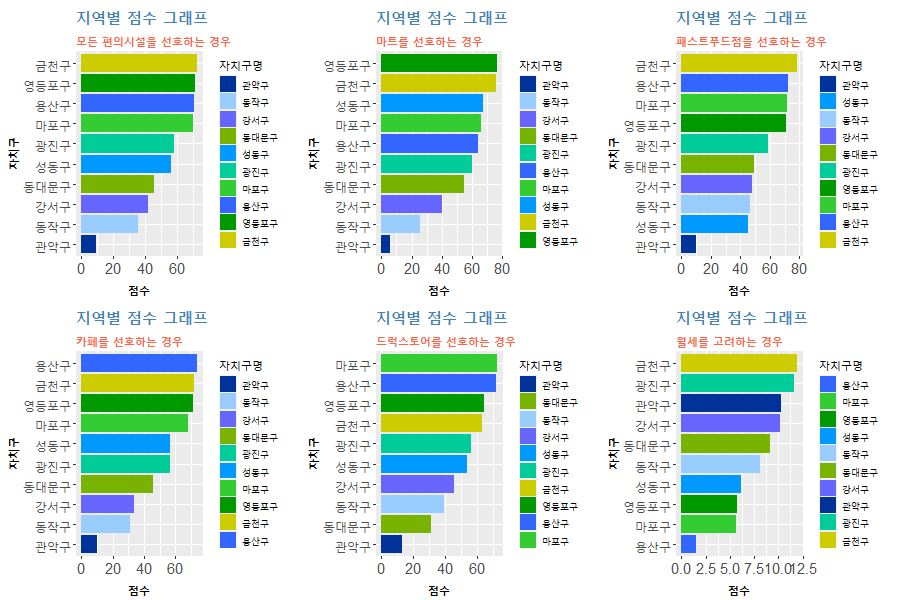 지역별 점수 그래프
모든 편의시설을 선호하는 경우
자치구
금천구
영등포구
용산구
마포구
광진구
성동구
동대문구
강서구
동작구
관악구
0 20 40 60
점수
자치구명
관악구
동작구
강서구
동대문구
성동구
광진구
마포구
용산구
영등포구
금천구
지역별 점수 그래프
마트를 선호하는 경우
자치구
영등포구
금천구
성동구
마포구
용산구
광진구
동대문구
강서구
동작구
관악구
0 20 40 60 80
점수
자치구명
관악구
동작구
강서구
동대문구
광진구
용산구
마포구
성동구
금천구
영등포구
지역별 점수 그래프
패스트푸드점을 선호하는 경우
자치구
금천구
용산구
마포구
영등포구
광진구
동대문구
강서구
동작구
성동구
관악구
0 20 40 60 80
점수
자치구명
관악구
성동구
동작구
강서구
동대문구
광진구
영등포구
마포구
용산구
금천구
지역별 점수 그래프
카페를 선호하는 경우
자치구
용산구
금천구
영등포구
마포구
성동구
광진구
동대문구
강서구
동작구
관악구
0 20 40 60
점수
자치구명
관악구
동작구
강서구
동대문구
광진구
성동구
마포구
영등포구
금천구
용산구
지역별 점수 그래프
드럭스토어를 선호하는 경우
자치구
마포구
용산구
영등포구
금천구
광진구
성동구
강서구
동작구
동대문구
관악구
0 20 40 60
점수
자치구명
관악구
동대문구
동작구
강서구
성동구
광진구
금천구
영등포구
용산구
마포구
지역별 점수 그래프
월세를 고려하는 경우
자치구
금천구
광진구
관악구
강서구
동대문구
동작구
성동구
영등포구
마포구
용산구
0.0 2.5 5.0 7.5 10.0 12.5
점수
자치구명
용산구
마포구
영등포구
성동구
동작구
동대문구
강서구
관악구
광진구
금천구